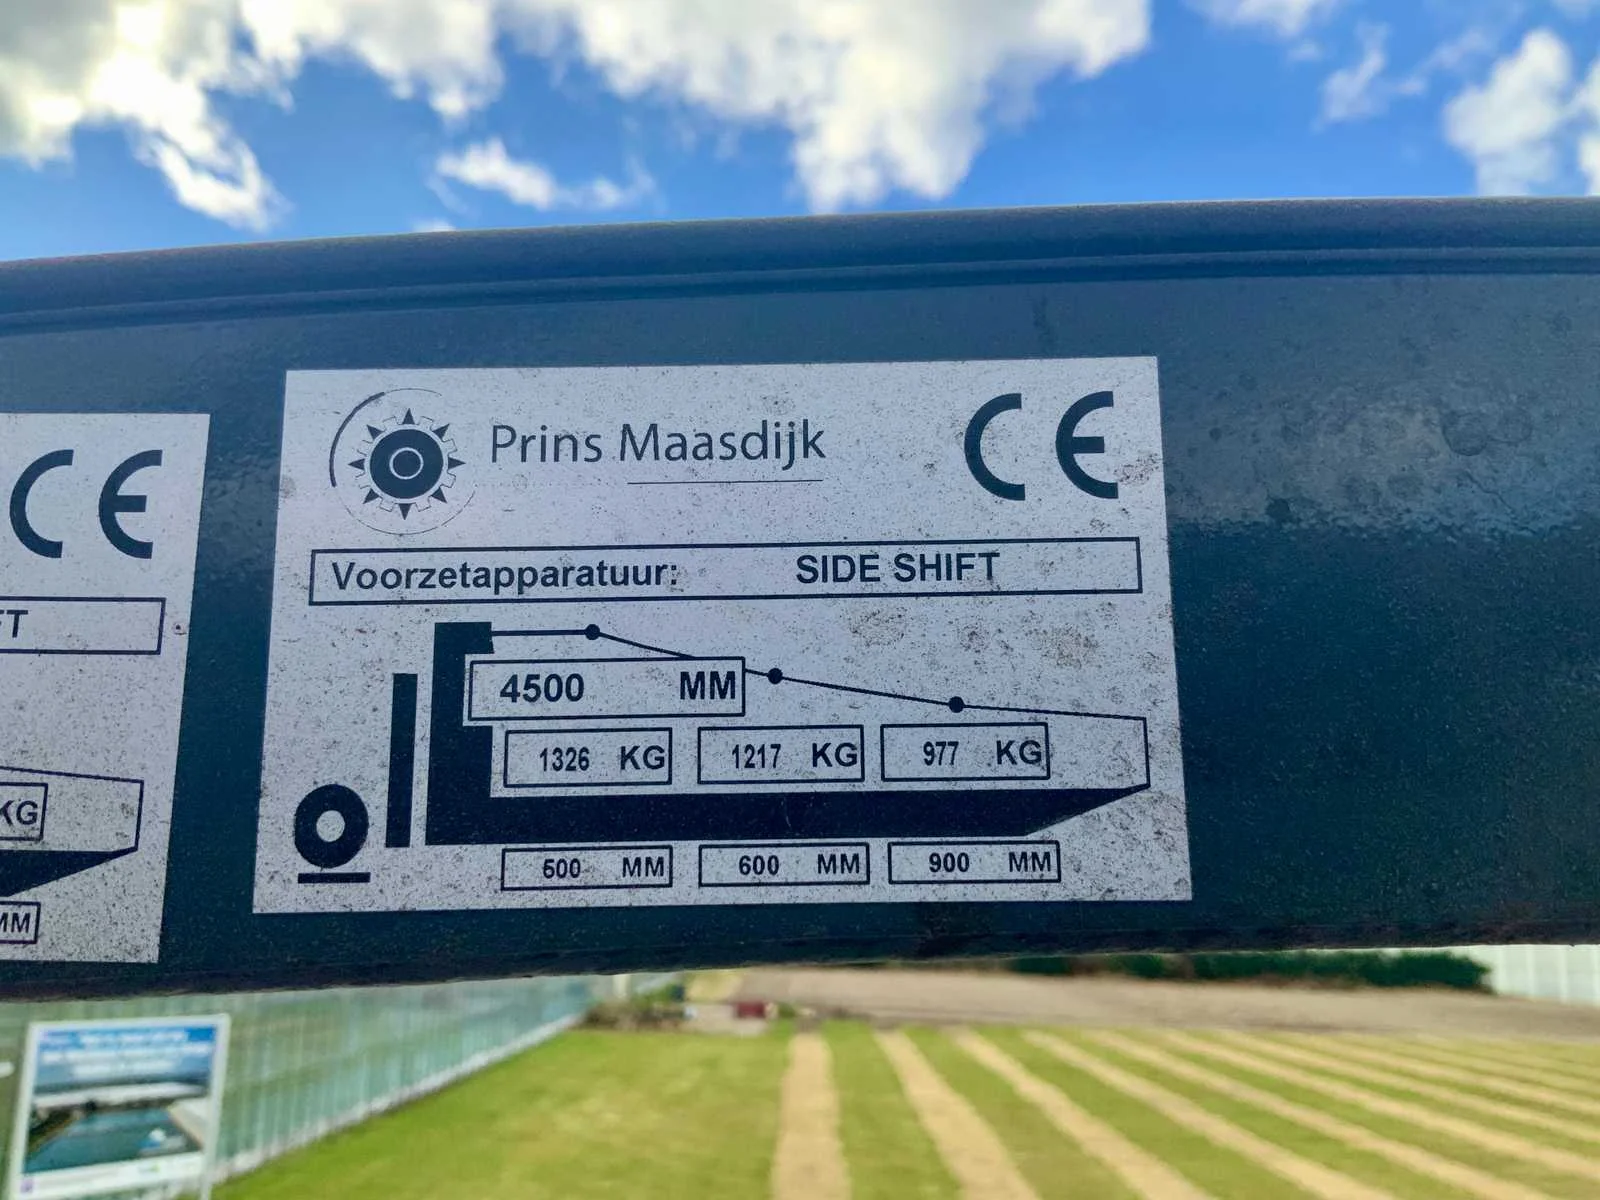 CE
FT
KG
MM
Prins Maasdijk
CE
Voorzetapparatuur: SIDE SHIFT
4500 MM
1326 KG 1217 KG 977 KG
500 MM 600 MM 900 MM